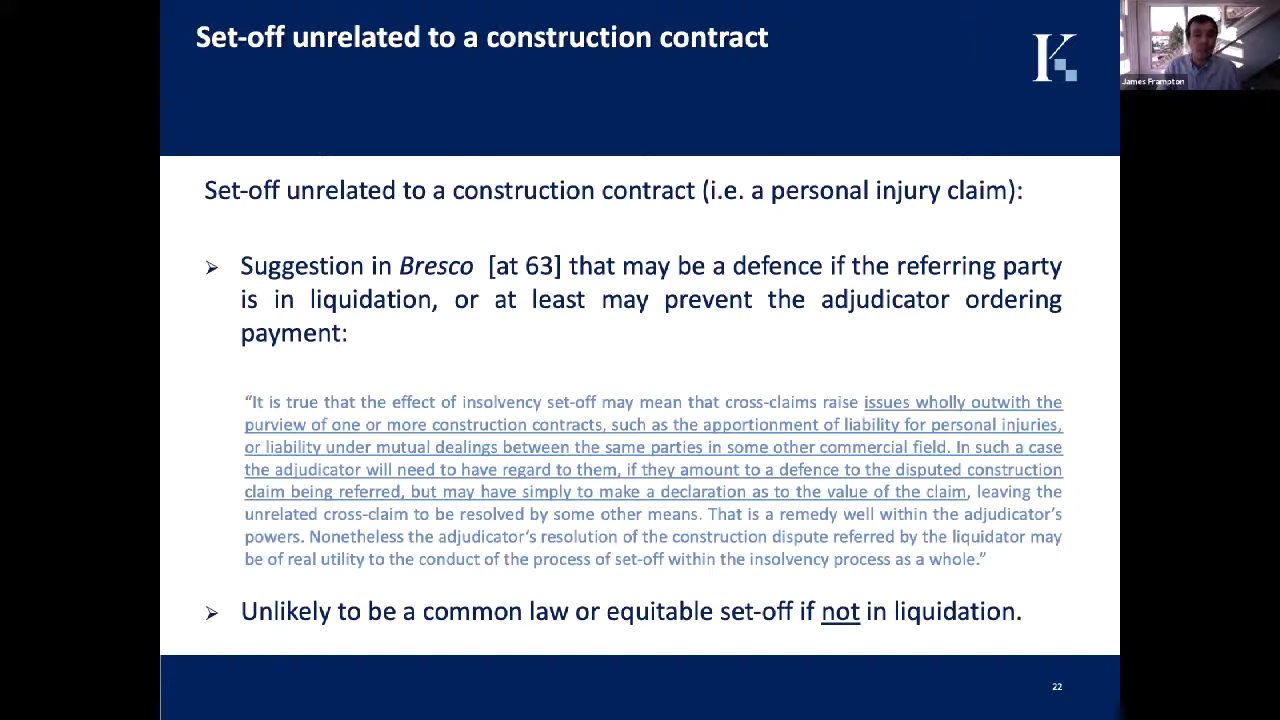 Set-off unrelated to a construction contract
K
James Frampton
Set-off unrelated to a construction contract (i.e. a personal injury claim):
Suggestion in Bresco [at 63] that may be a defence if the referring party
is in liquidation, or at least may prevent the adjudicator ordering
payment:
“It is true that the effect of insolvency set-off may mean that cross-claims raise issues wholly outwith the
purview of one or more construction contracts, such as the apportionment of liability for personal injuries,
or liability under mutual dealings between the same parties in some other commercial field. In such a case
the adjudicator will need to have regard to them, if they amount to a defence to the disputed construction
claim being referred, but may have simply to make a declaration as to the value of the claim, leaving the
unrelated cross-claim to be resolved by some other means. That is a remedy well within the adjudicator’s
powers. Nonetheless the adjudicator’s resolution of the construction dispute referred by the liquidator may
be of real utility to the conduct of the process of set-off within the insolvency process as a whole.”
Unlikely to be a common law or equitable set-off if not in liquidation.
22